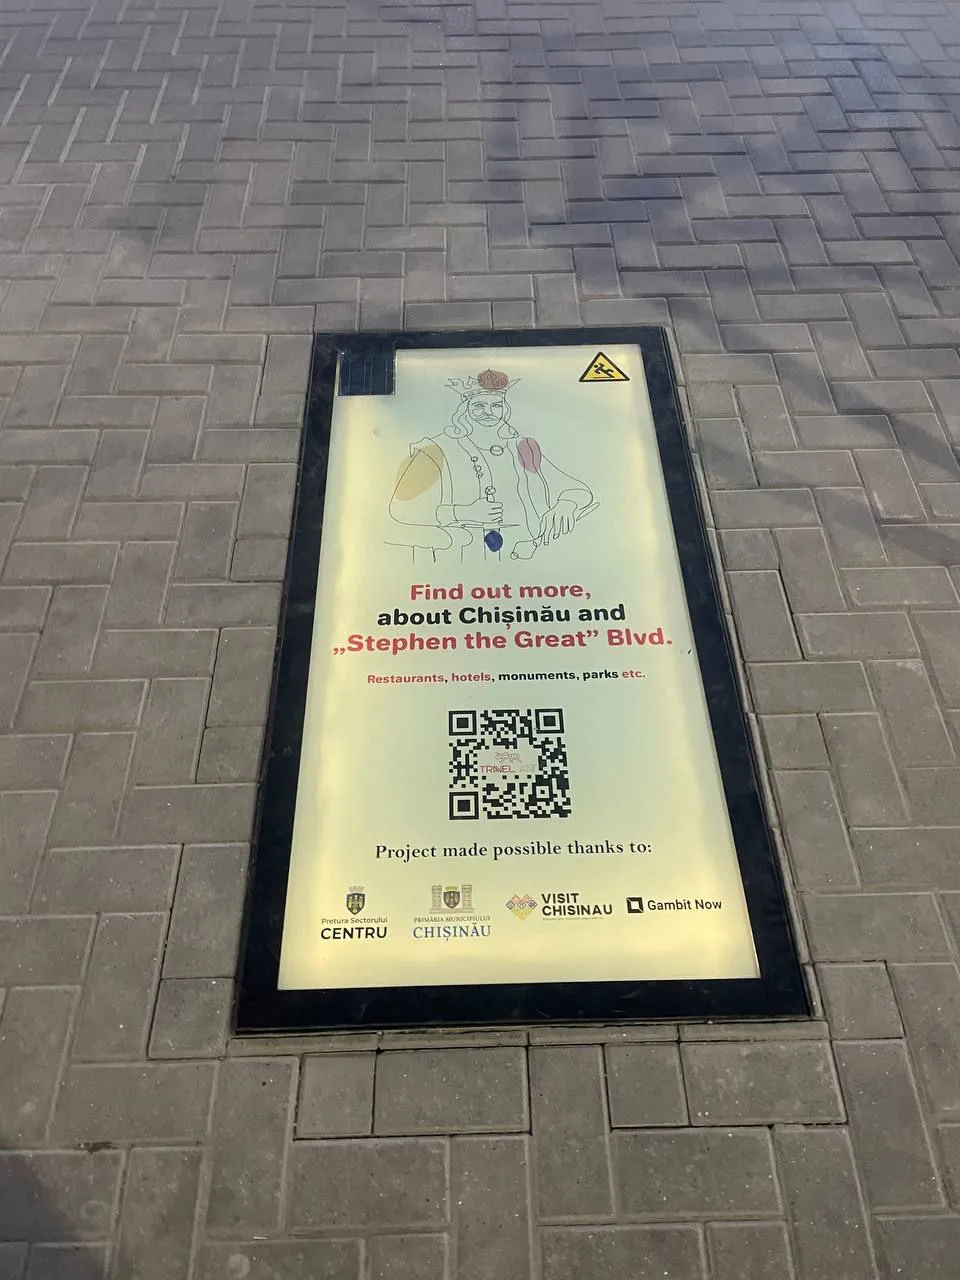 Find out more,
about Chișinău and
„Stephen the Great” Blvd.
Restaurants, hotels, monuments, parks etc.
TRAVEL
Project made possible thanks to:
Pretura Sectorului
CENTRU
PRIMĂRIA MUNICIPIULUI
CHIȘINĂU
VISIT
CHISINAU
Gambit Now